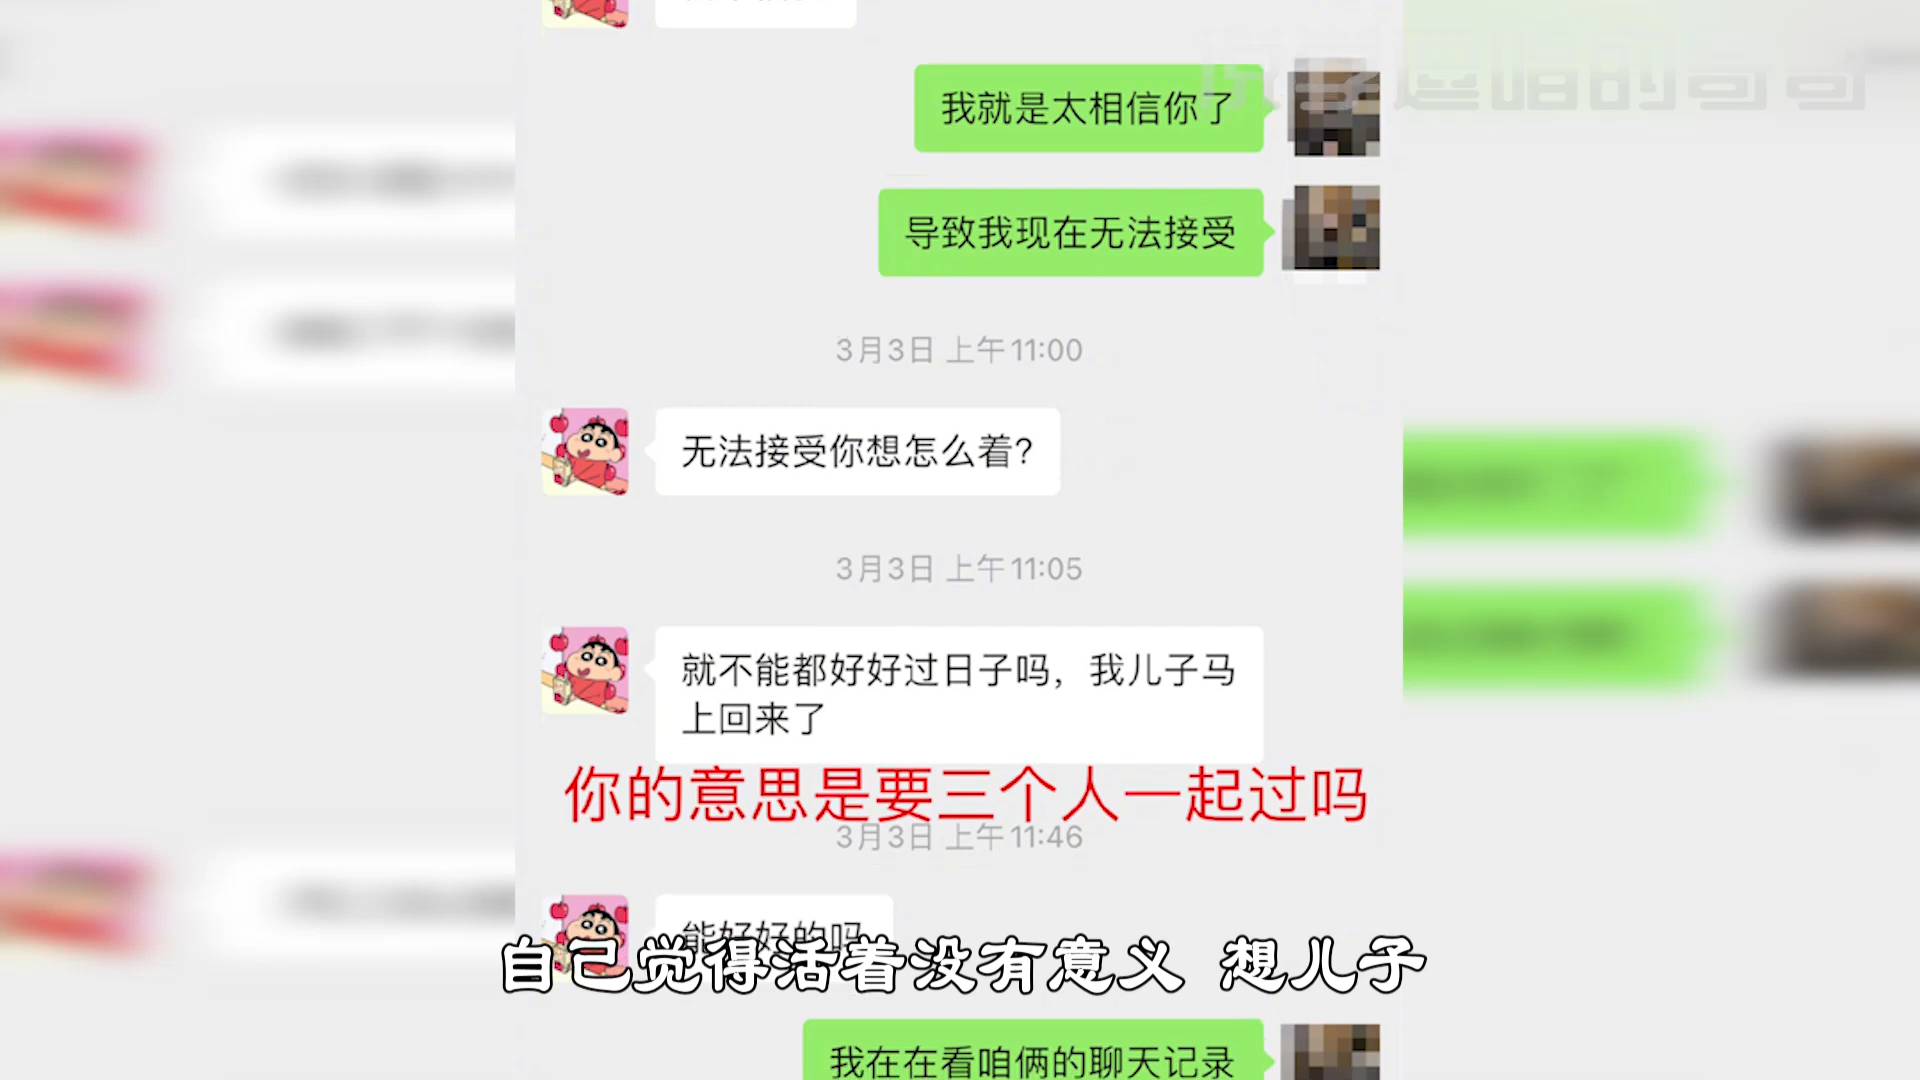 我就是太相信你了
导致我现在无法接受
3月3日 上午11:00
无法接受你想怎么着?
3月3日 上午11:05
就不能都好好过日子吗，我儿子马
上回来了
你的意思是要三个人一起过吗
3月3日 上午11:46
能好好的吗
自己觉得活着没有意义 想儿子
我在在看咱俩的聊天记录